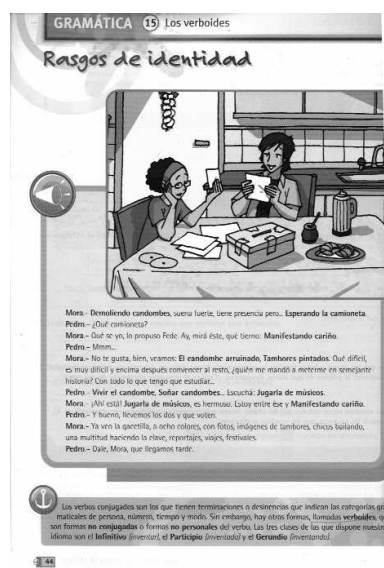 GRAMÁTICA 15 Los verboides
Rasgos de identidad
Mora.- Demoliendo candombes, suena fuerte, tiene presencia pero... Esperando la camioneta.
Pedro.- ¿Qué camioneta?
Mora.- Qué se yo, lo propuso Fede. Ay, mirá éste, qué tierno: Manifestando cariño.
Pedro.- Mmm...
Mora.- No te gusta, bien, veamos: El candombe arruinado, Tambores pintados. Qué difícil,
es muy difícil y encima después convencer al resto, ¿quién me mandó a meterme en semejante
historia? Con todo lo que tengo que estudiar...
Pedro.- Vivir el candombe, Soñar candombes... Escuchá: Jugarla de músicos.
Mora.- ¡Ahí está! Jugarla de músicos, es hermoso. Estoy entre ése y Manifestando cariño.
Pedro.- Y bueno, llevemos los dos y que voten.
Mora.- Ya veo la gacetilla, a ocho colores, con fotos, imágenes de tambores, chicos bailando,
una multitud haciendo la clave, reportajes, viajes, festivales.
Pedro.- Dale, Mora, que llegamos tarde.
Los verbos conjugados son los que tienen terminaciones o desinencias que indican las categorías
maticales de persona, número, tiempo y modo. Sin embargo, hay otras formas, llamadas verboides,
son formas no conjugadas o formas no personales del verbo. Las tres clases de las que dispone
idioma son el Infinitivo (inventar), el Participio (inventado) y el Gerundio (inventando).
44